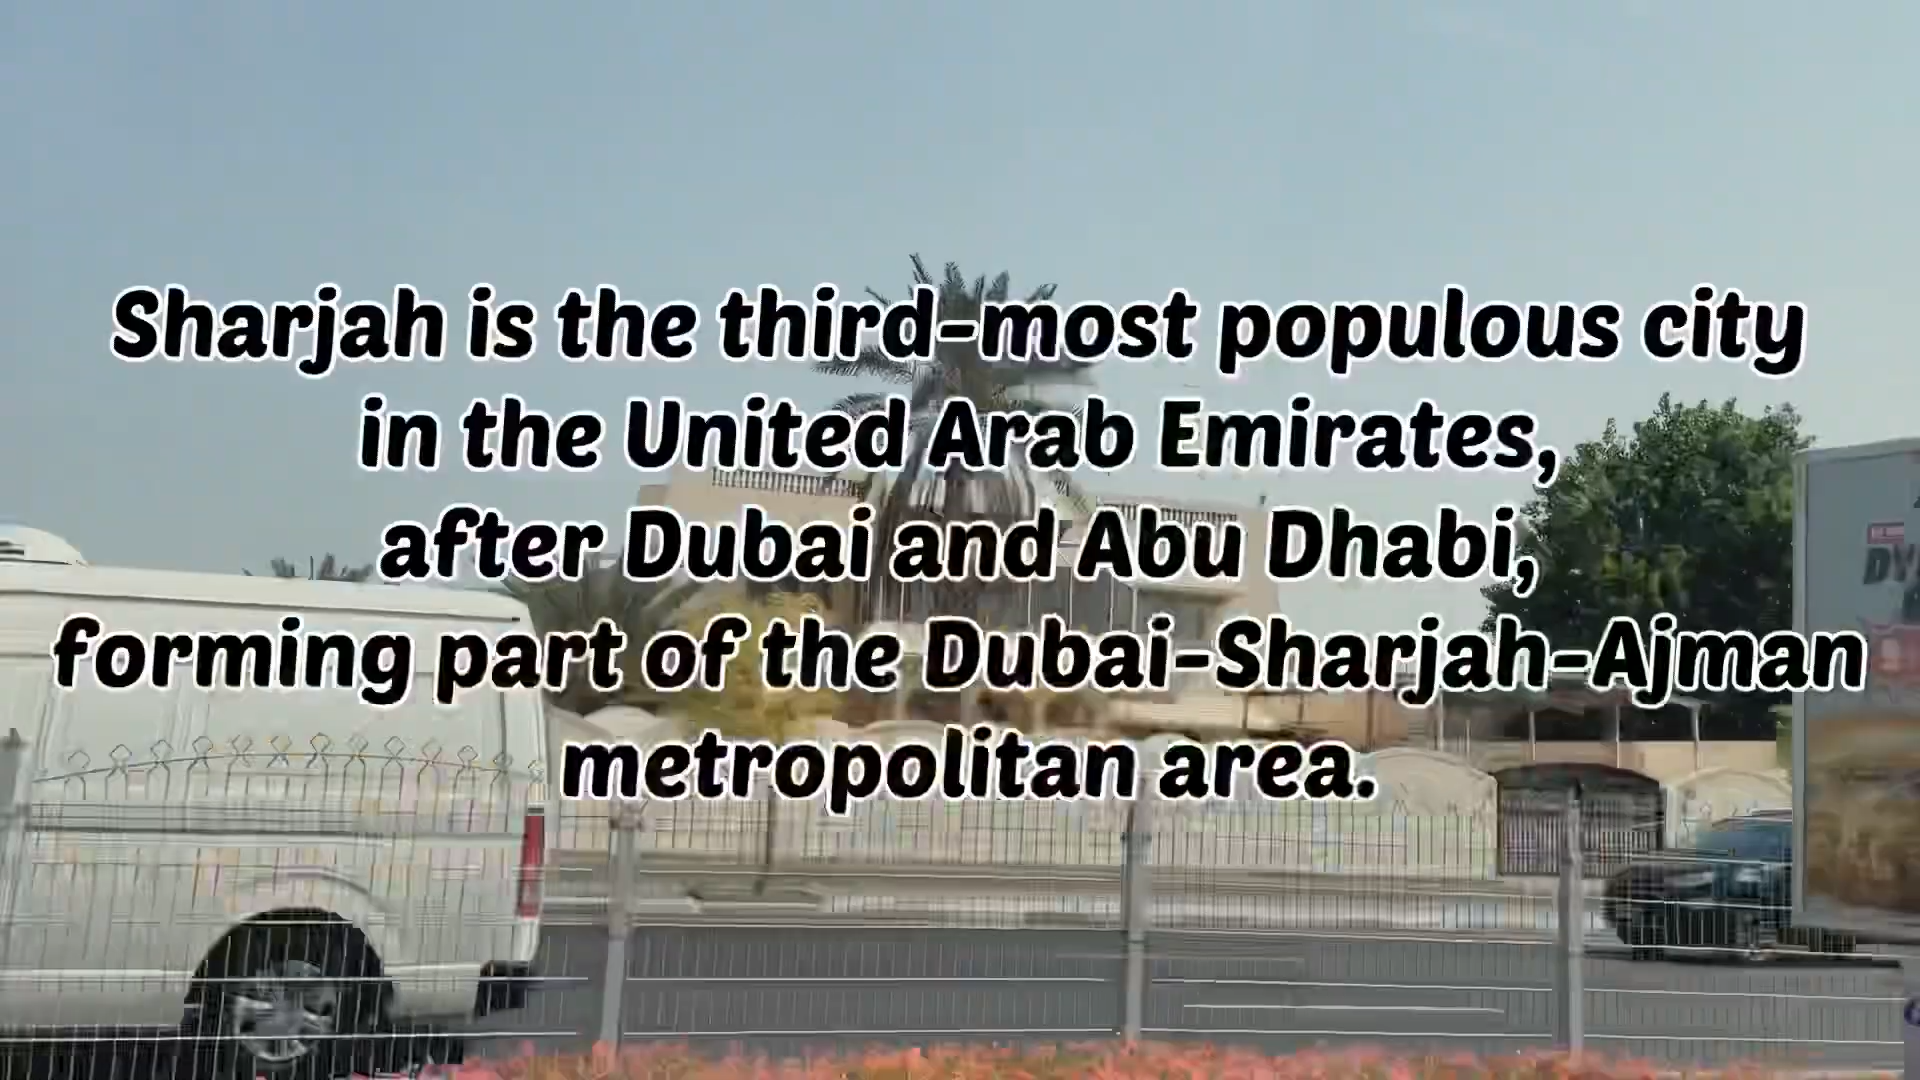 Sharjah is the third-most populous city
in the United Arab Emirates,
after Dubai and Abu Dhabi,
forming part of the Dubai-Sharjah-Ajman
metropolitan area.